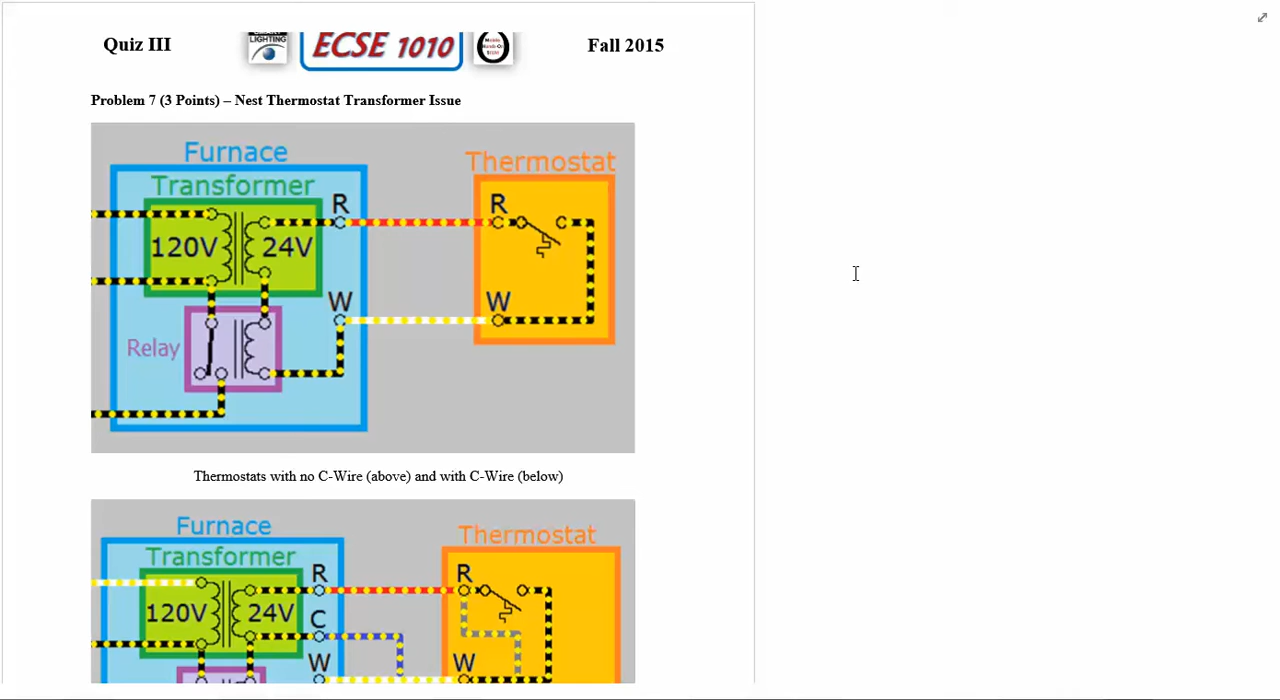 Quiz III
LIGHTING
ECSE 1010
Fall 2015
Problem 7 (3 Points) – Nest Thermostat Transformer Issue
Furnace
Transformer
Thermostat
R
R
120V
24V
W
W
Relay
Thermostats with no C-Wire (above) and with C-Wire (below)
Furnace
Transformer
Thermostat
R
R
120V
24V
C
W
W